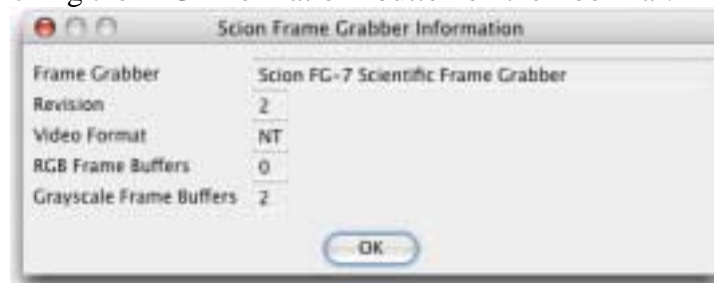 Scion Frame Grabber Information
Frame Grabber Scion FG-7 Scientific Frame Grabber
Revision 2
Video Format NT
RGB Frame Buffers 0
Grayscale Frame Buffers 2
OK